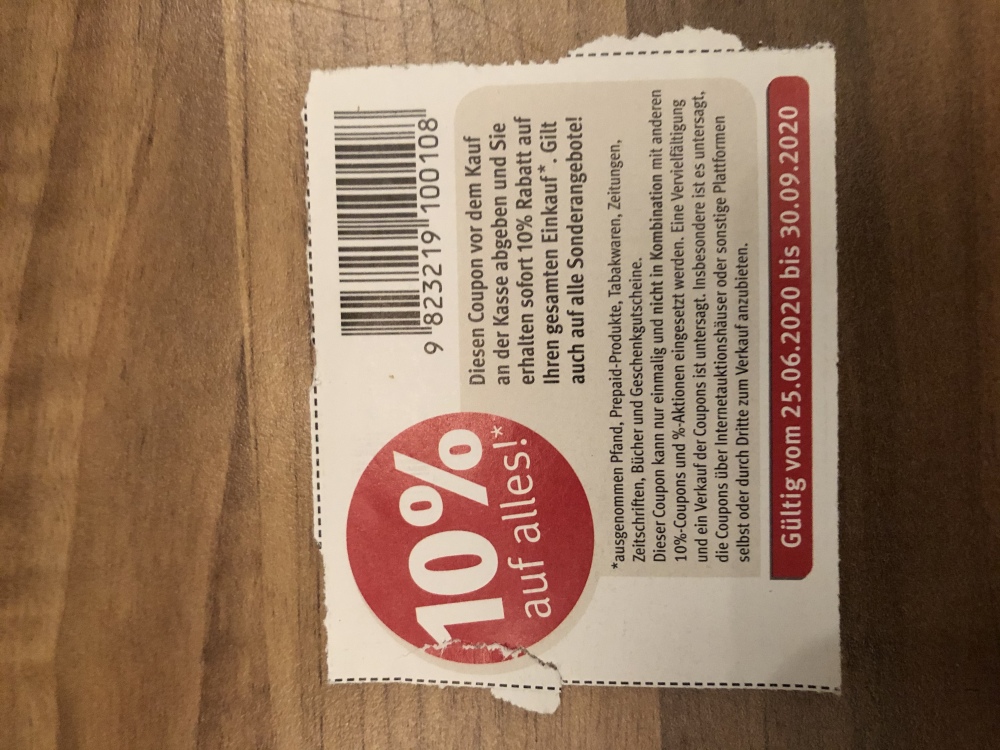 10%
auf alles!*
9 823219 100108
Diesen Coupon vor dem Kauf
an der Kasse abgeben und Sie
erhalten sofort 10% Rabatt auf
Ihren gesamten Einkauf*. Gilt
auch auf alle Sonderangebote!
*ausgenommen Pfand, Prepaid-Produkte, Tabakwaren, Zeitungen,
Zeitschriften, Bücher und Geschenkgutscheine.
Dieser Coupon kann nur einmalig und nicht in Kombination mit anderen
10%-Coupons und %-Aktionen eingesetzt werden. Eine Vervielfältigung
und ein Verkauf der Coupons ist untersagt. Insbesondere ist es untersagt,
die Coupons über Internetauktionshäuser oder sonstige Plattformen
selbst oder durch Dritte zum Verkauf anzubieten.
Gültig vom 25.06.2020 bis 30.09.2020